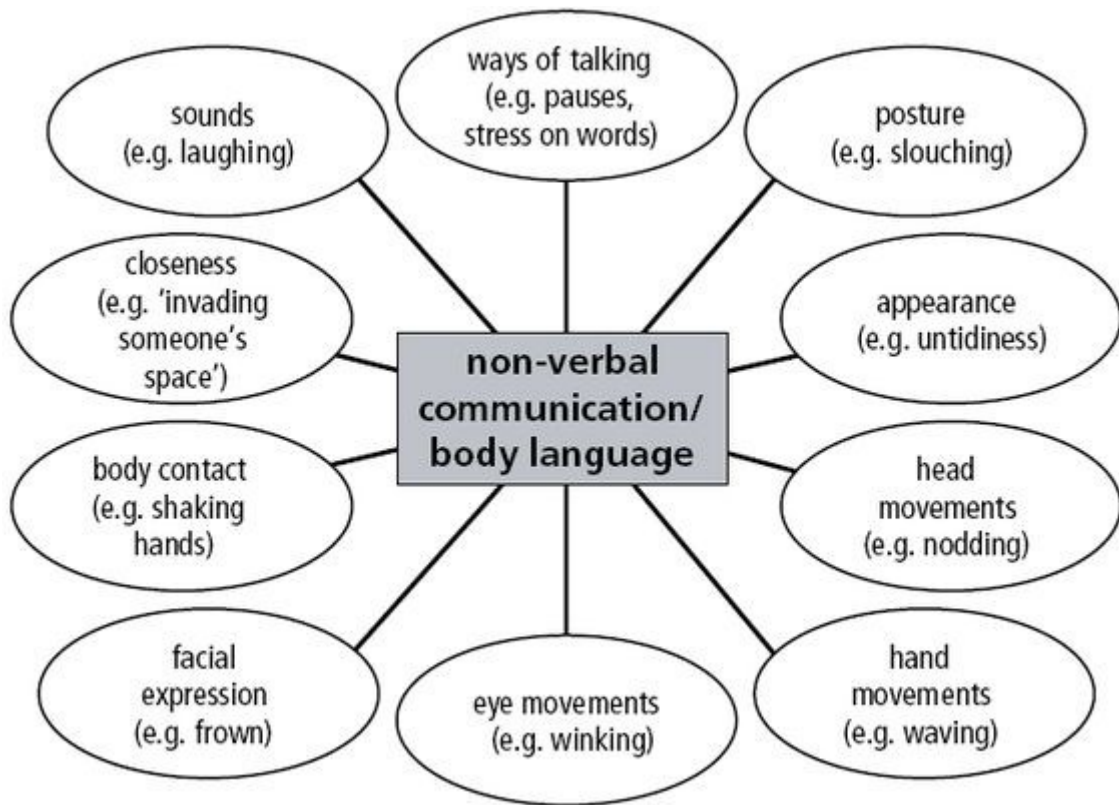 ways of talking
(e.g. pauses,
stress on words)
sounds
(e.g. laughing)
posture
(e.g. slouching)
closeness
(e.g. ‘invading
someone’s
space’)
appearance
(e.g. untidiness)
non-verbal
communication/
body language
body contact
(e.g. shaking
hands)
head
movements
(e.g. nodding)
facial
expression
(e.g. frown)
eye movements
(e.g. winking)
hand
movements
(e.g. waving)